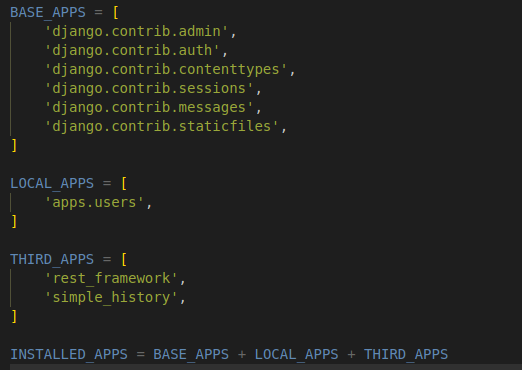 BASE_APPS = [
    'django.contrib.admin',
    'django.contrib.auth',
    'django.contrib.contenttypes',
    'django.contrib.sessions',
    'django.contrib.messages',
    'django.contrib.staticfiles',
]
LOCAL_APPS = [
    'apps.users',
]
THIRD_APPS = [
    'rest_framework',
    'simple_history',
]
INSTALLED_APPS = BASE_APPS + LOCAL_APPS + THIRD_APPS